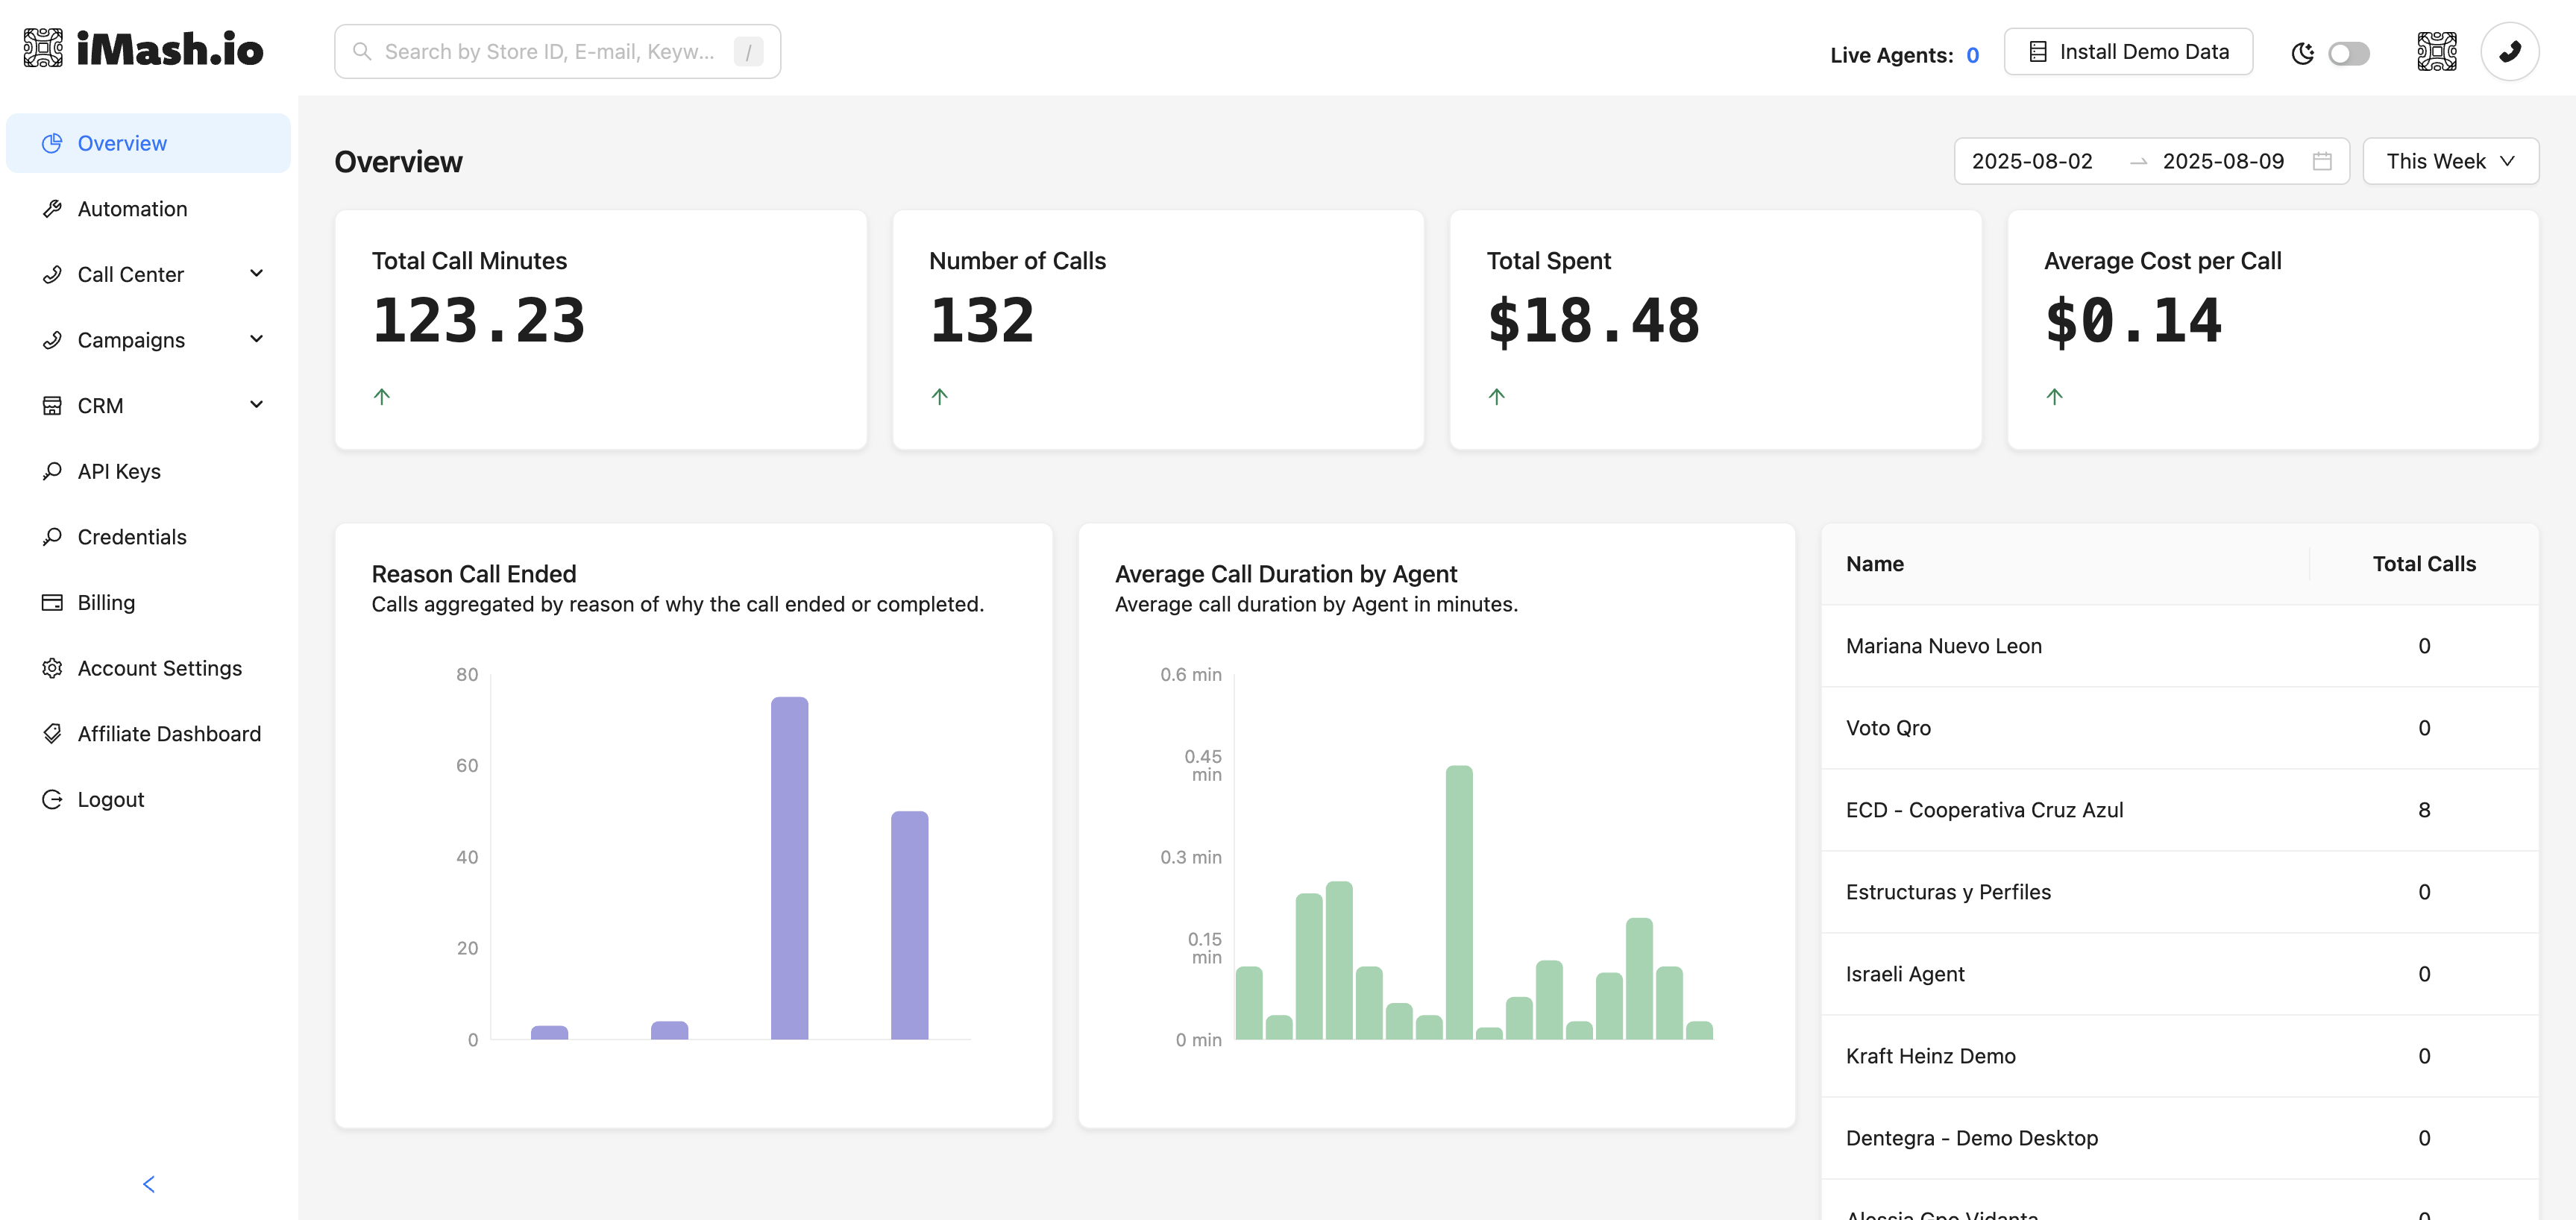 iMash.io
Search by Store ID, E-mail, Keyw...
/
Live Agents: 0
Install Demo Data
Overview
Automation
Call Center
Campaigns
CRM
API Keys
Credentials
Billing
Account Settings
Affiliate Dashboard
Logout
Overview
2025-08-02
2025-08-09
This Week
Total Call Minutes
123.23
Number of Calls
132
Total Spent
$18.48
Average Cost per Call
$0.14
Reason Call Ended
Calls aggregated by reason of why the call ended or completed.
80
60
40
20
0
Average Call Duration by Agent
Average call duration by Agent in minutes.
0.6 min
0.45
min
0.3 min
0.15
min
0 min
Name Total Calls
Mariana Nuevo Leon 0
Voto Qro 0
ECD - Cooperativa Cruz Azul 8
Estructuras y Perfiles 0
Israeli Agent 0
Kraft Heinz Demo 0
Dentegra - Demo Desktop 0
Alessia Gpo Vidanta 0